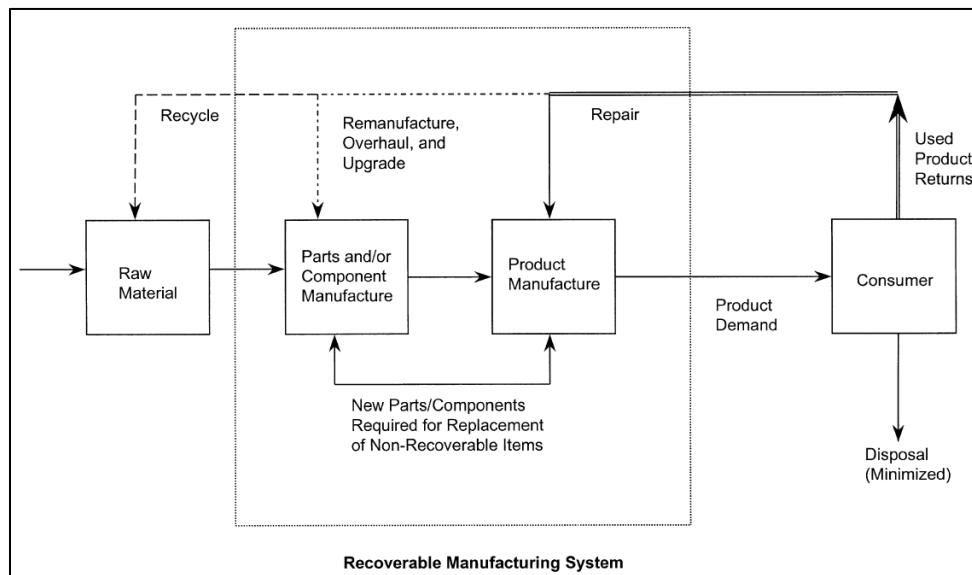 Recycle
Remanufacture,
Overhaul, and
Upgrade
Repair
Used
Product
Returns
Raw
Material
Parts and/or
Component
Manufacture
Product
Manufacture
Consumer
Product
Demand
New Parts/Components
Required for Replacement
of Non-Recoverable Items
Disposal
(Minimized)
Recoverable Manufacturing System